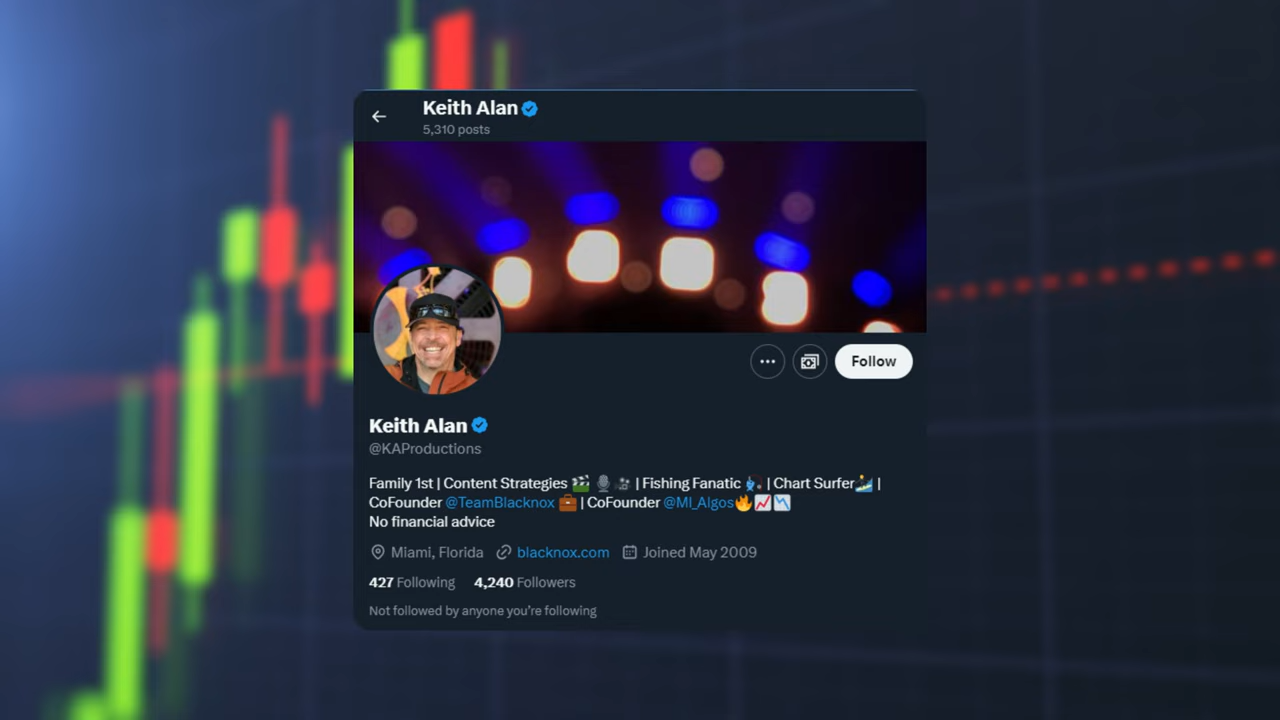 Keith Alan
5,310 posts
Follow
Keith Alan
@KAProductions
Family 1st | Content Strategies 🎬 🎙️ 🎥 | Fishing Fanatic 🎣 | Chart Surfer🏄 |
CoFounder @TeamBlacknox 💼 | CoFounder @MI_Algos🔥📈📉
No financial advice
Miami, Florida blacknox.com Joined May 2009
427 Following 4,240 Followers
Not followed by anyone you're following